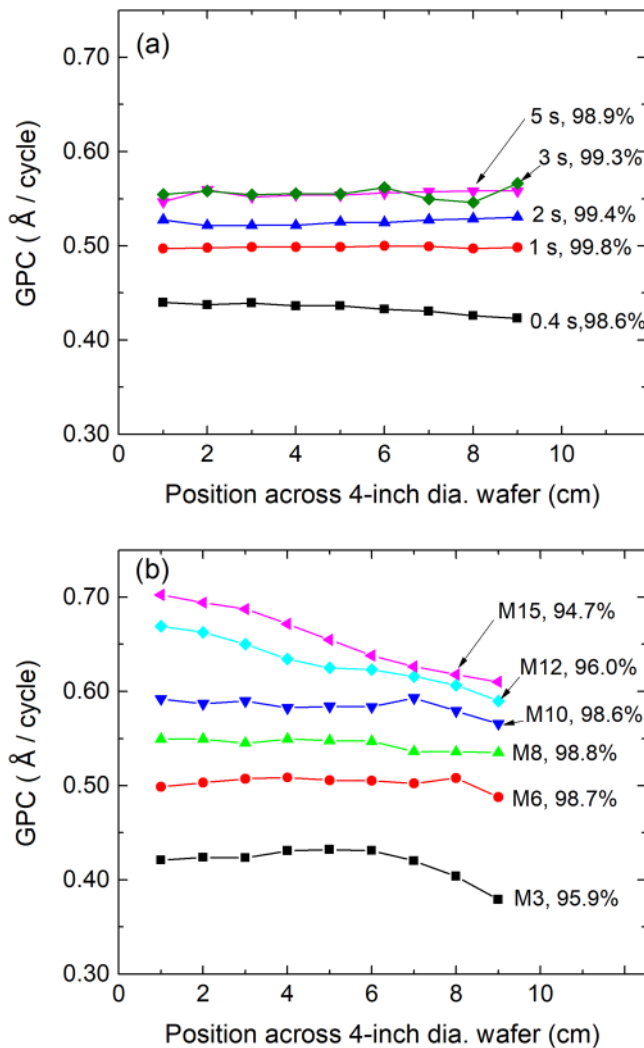 (a)
0.70
0.60
0.50
0.40
0.30
GPC ( Å / cycle)
5 s, 98.9%
3 s, 99.3%
2 s, 99.4%
1 s, 99.8%
0.4 s,98.6%
0 2 4 6 8 10
Position across 4-inch dia. wafer (cm)
(b)
0.70
0.60
0.50
0.40
0.30
GPC ( Å / cycle)
M15, 94.7%
M12, 96.0%
M10, 98.6%
M8, 98.8%
M6, 98.7%
M3, 95.9%
0 2 4 6 8 10
Position across 4-inch dia. wafer (cm)